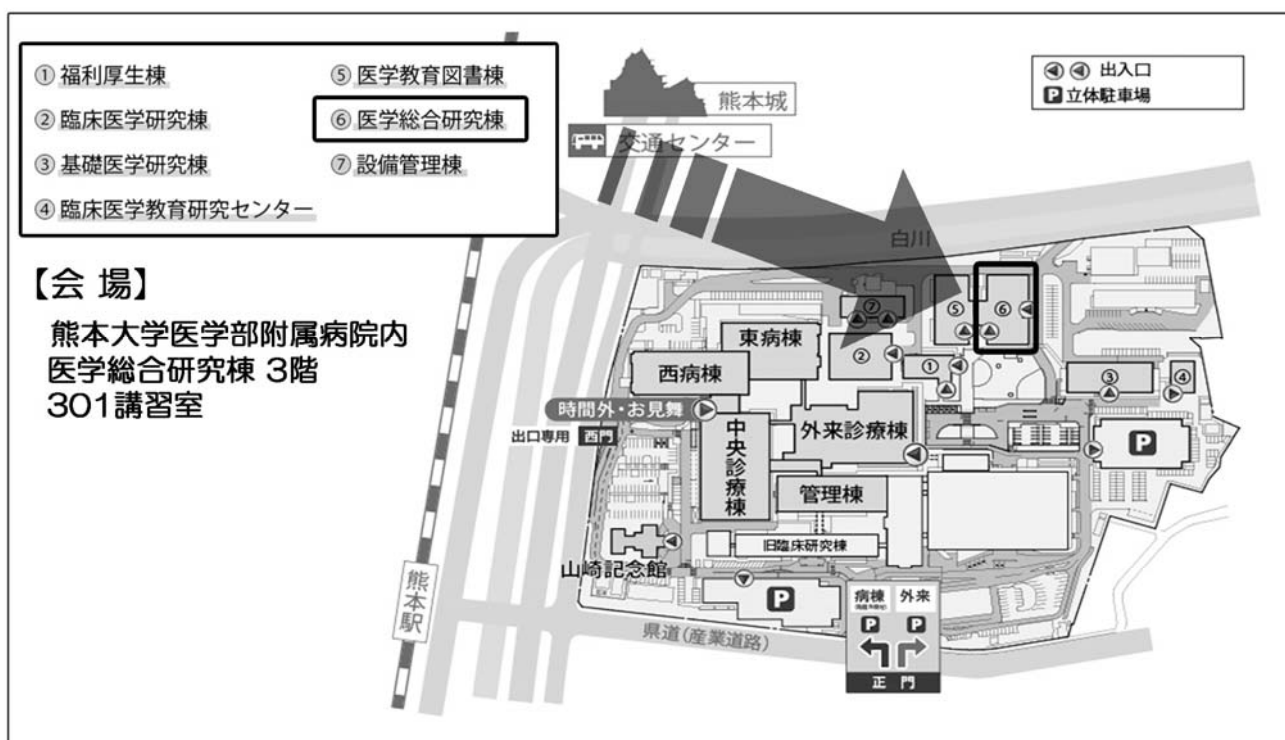 ① 福利厚生棟
② 臨床医学研究棟
③ 基礎医学研究棟
④ 臨床医学教育研究センター
⑤ 医学教育図書棟
⑥ 医学総合研究棟
⑦ 設備管理棟
熊本城
交通センター
出入口
P 立体駐車場
白川
【会 場】
熊本大学医学部附属病院内
医学総合研究棟 3階
301講習室
⑦
⑤
⑥
東病棟
②
①
③
④
西病棟
時間外・お見舞
出口専用 西門
中央診療棟
外来診療棟
P
管理棟
旧臨床研究棟
山崎記念館
P
熊本駅
県道(産業道路)
病棟 外来
P P
正 門